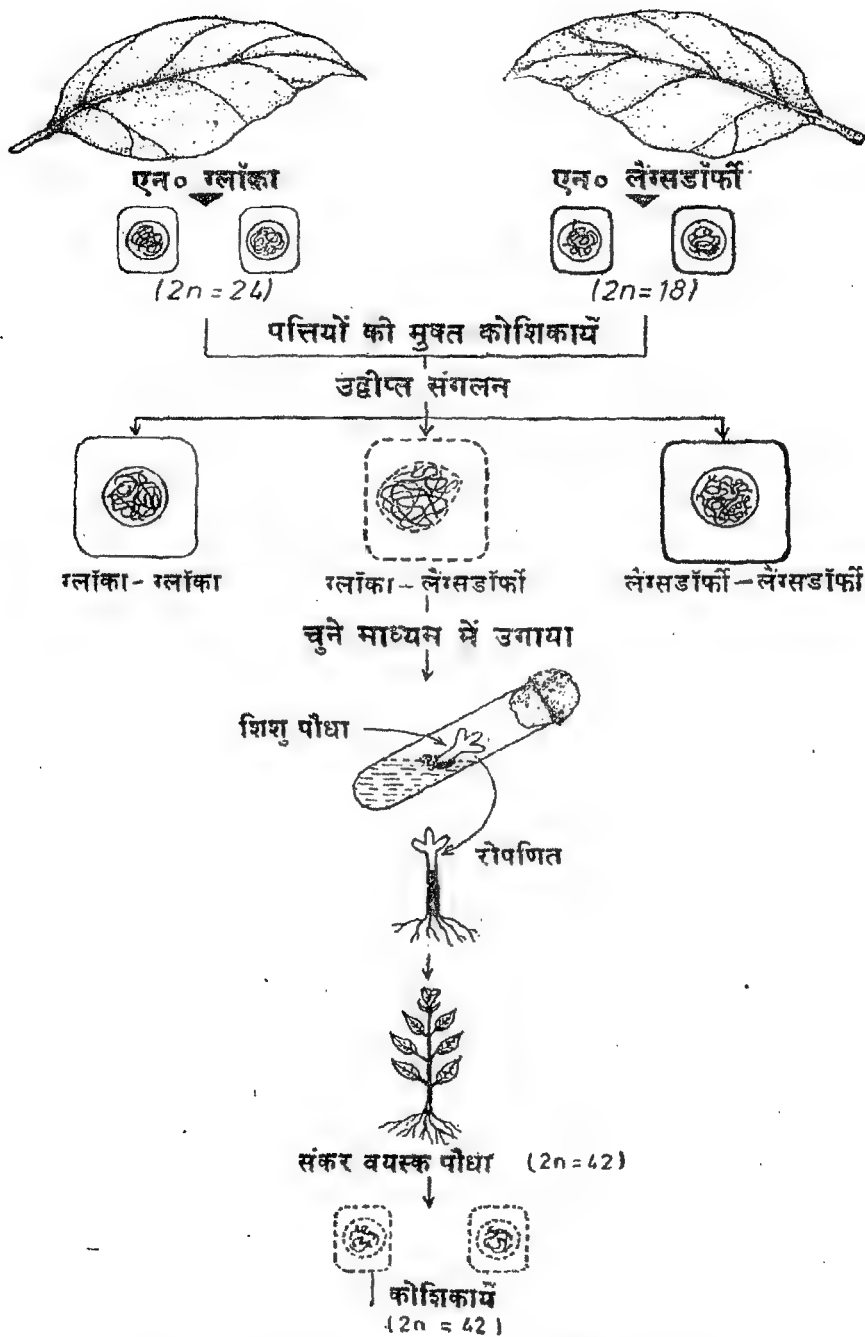 एन० ग्लॉका
एन० लैंग्सडॉर्फी
(2n = 24)
(2n=18)
पत्तियों की मुक्त कोशिकायें
उद्वीप्त संगलन
ग्लॉका - ग्लॉका
ग्लॉका - लैंग्सडॉर्फी
लैंग्सडॉर्फी-लैंग्सडॉर्फी
चुने माध्यम में उगाया
शिशु पौधा
रोपणित
संकर वयस्क पौधा (2n=42)
कोशिकायें
(2n = 42)